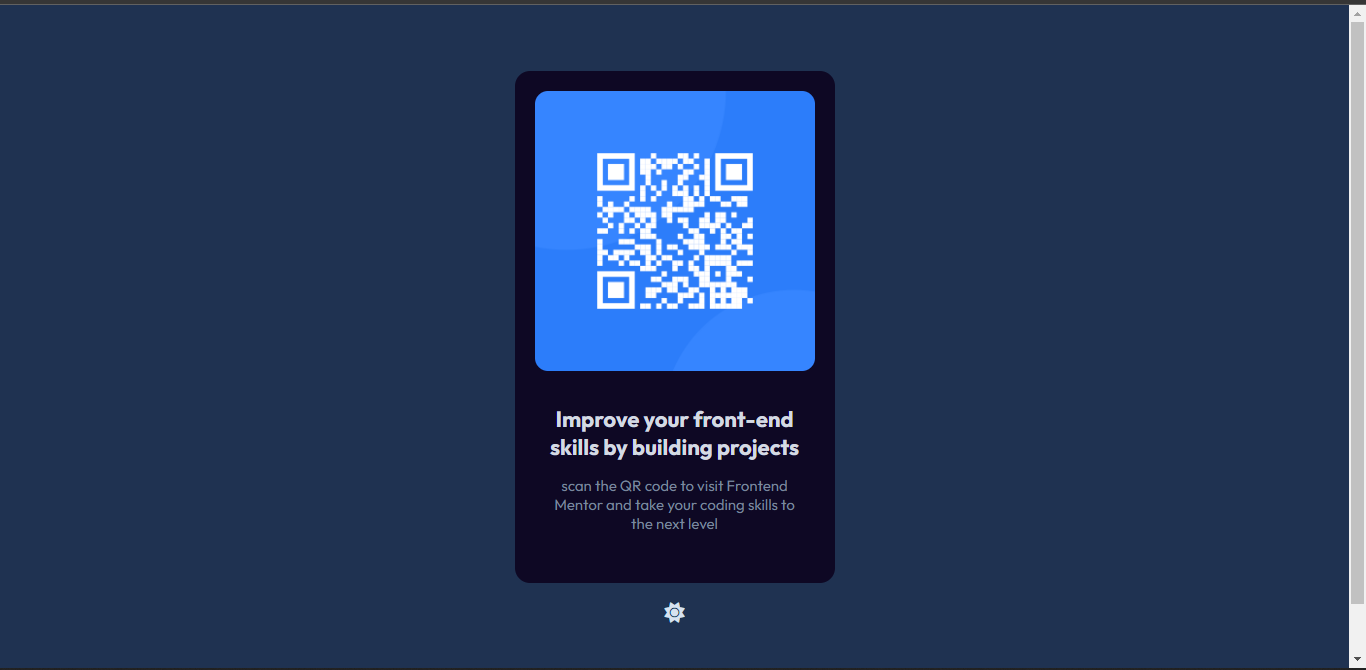 Improve your front-end
skills by building projects
scan the QR code to visit Frontend
Mentor and take your coding skills to
the next level